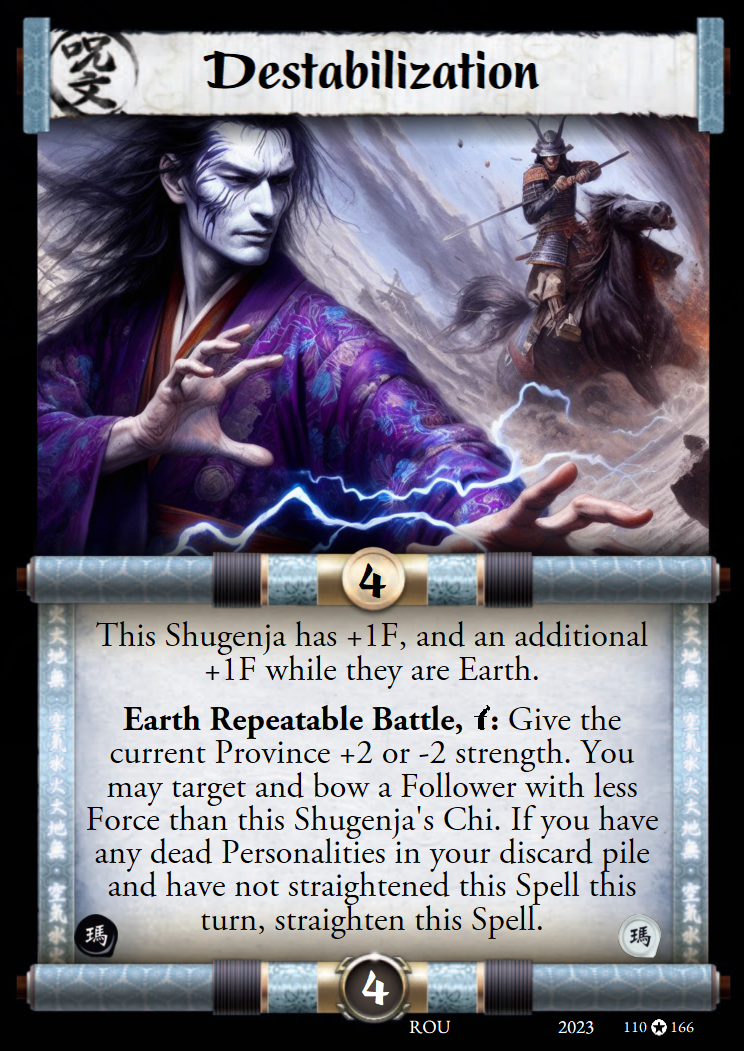 呪文
Destabilization
4
This Shugenja has +1F, and an additional
+1F while they are Earth.
Earth Repeatable Battle, : Give the
current Province +2 or -2 strength. You
may target and bow a Follower with less
Force than this Shugenja's Chi. If you have
any dead Personalities in your discard pile
and have not straightened this Spell this
turn, straighten this Spell.
瑪
瑪
4
ROU 2023 110 166